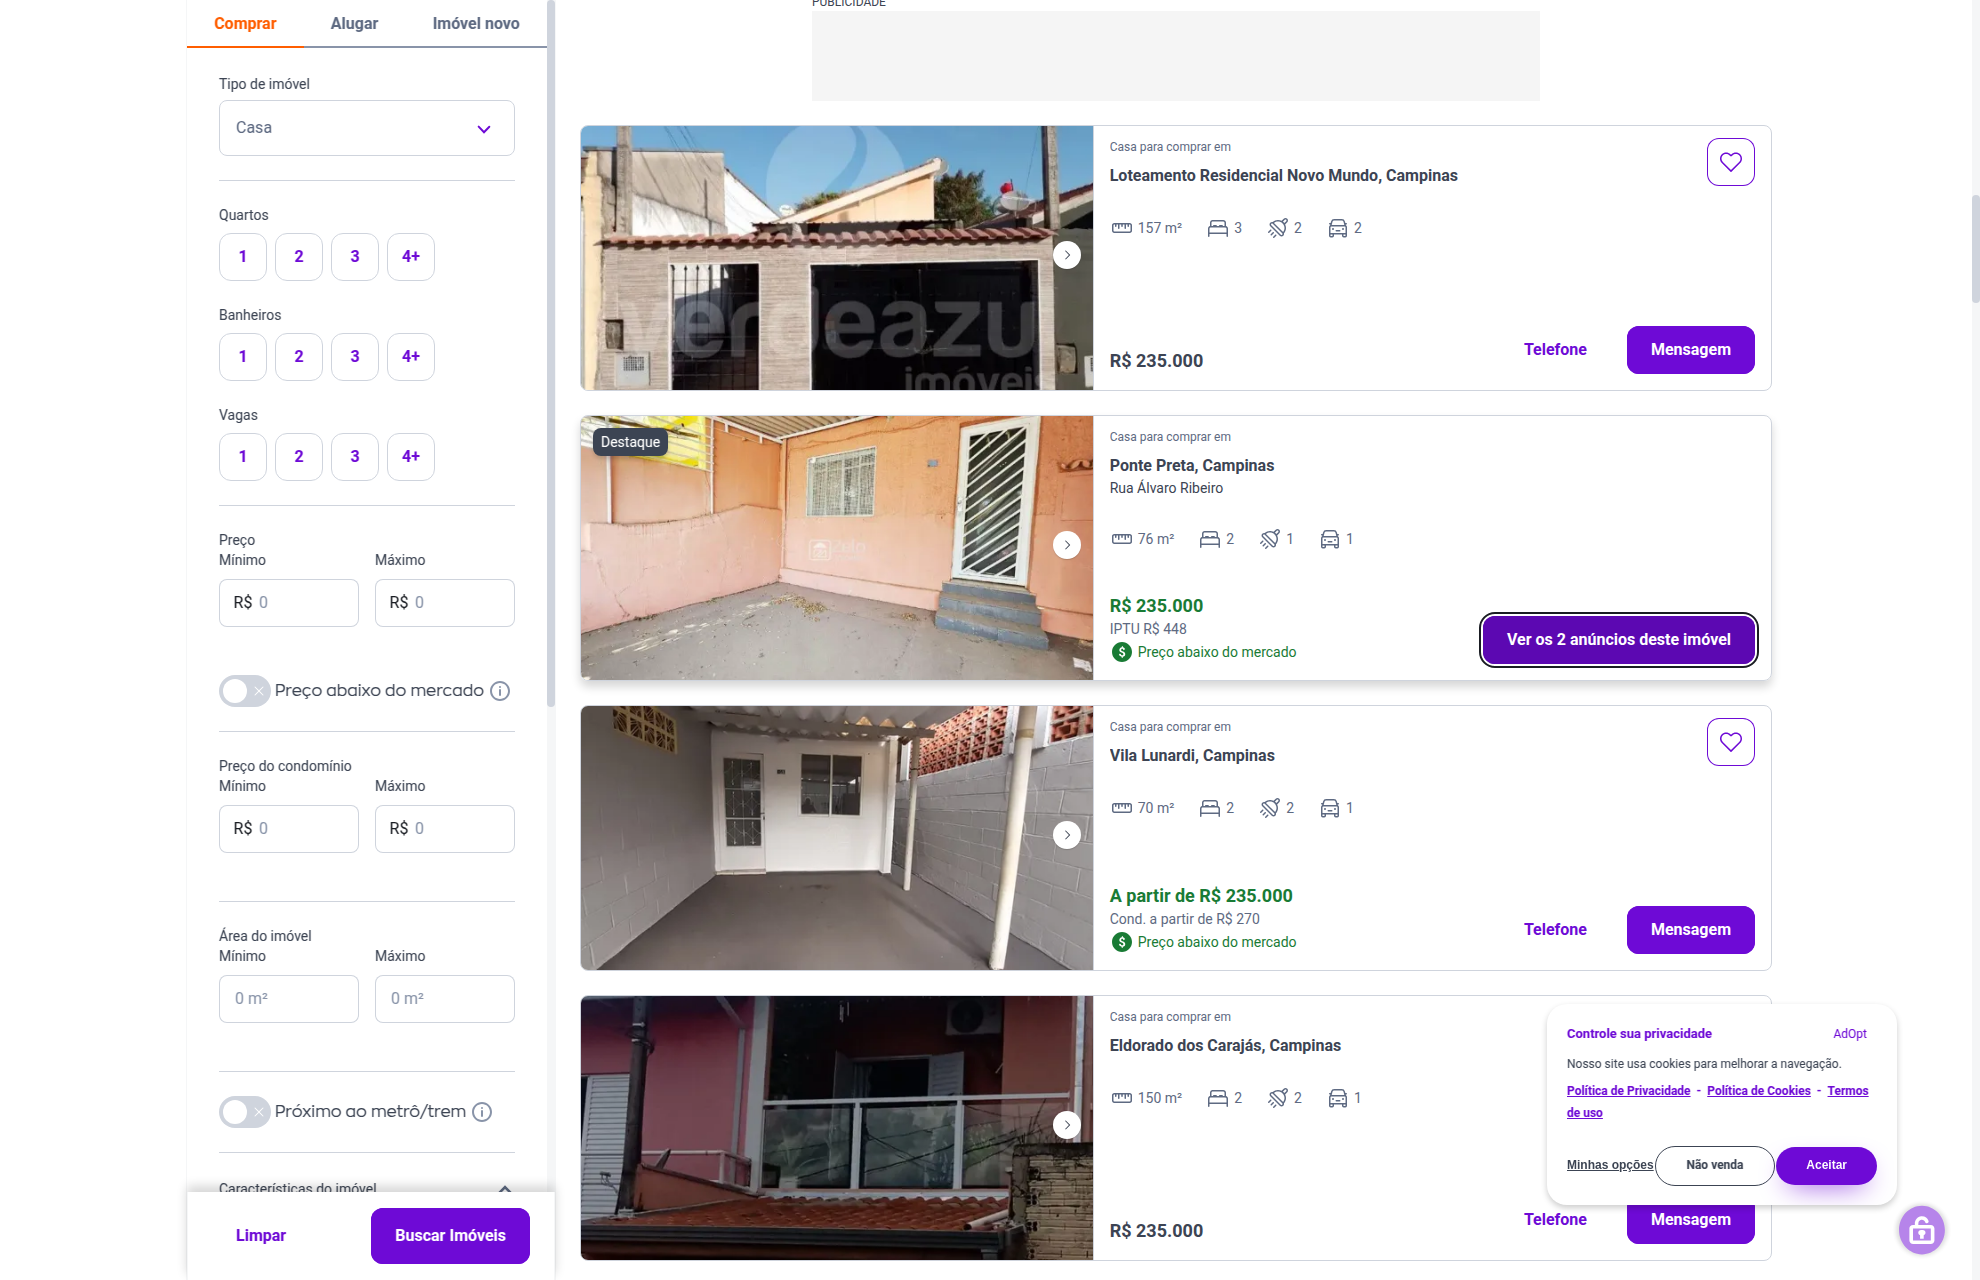 Comprar
Alugar
Imóvel novo
Tipo de imóvel
Casa
Quartos
1
2
3
4+
Banheiros
1
2
3
4+
Vagas
1
2
3
4+
Preço
Mínimo
Máximo
R$ 0
R$ 0
Preço abaixo do mercado
Preço do condomínio
Mínimo
Máximo
R$ 0
R$ 0
Área do imóvel
Mínimo
Máximo
0 m²
0 m²
Próximo ao metrô/trem
Características do imóvel
Limpar
Buscar Imóveis
PUBLICIDADE
verdeazul
imóveis
Casa para comprar em
Loteamento Residencial Novo Mundo, Campinas
157 m²
3
2
2
R$ 235.000
Telefone
Mensagem
Destaque
Casa para comprar em
Ponte Preta, Campinas
Rua Álvaro Ribeiro
76 m²
2
1
1
R$ 235.000
IPTU R$ 448
$ Preço abaixo do mercado
Ver os 2 anúncios deste imóvel
Casa para comprar em
Vila Lunardi, Campinas
70 m²
2
2
1
A partir de R$ 235.000
Cond. a partir de R$ 270
$ Preço abaixo do mercado
Telefone
Mensagem
Casa para comprar em
Eldorado dos Carajás, Campinas
150 m²
2
2
1
R$ 235.000
Telefone
Mensagem
Controle sua privacidade
AdOpt
Nosso site usa cookies para melhorar a navegação.
Política de Privacidade - Política de Cookies - Termos
de uso
Minhas opções
Não venda
Aceitar